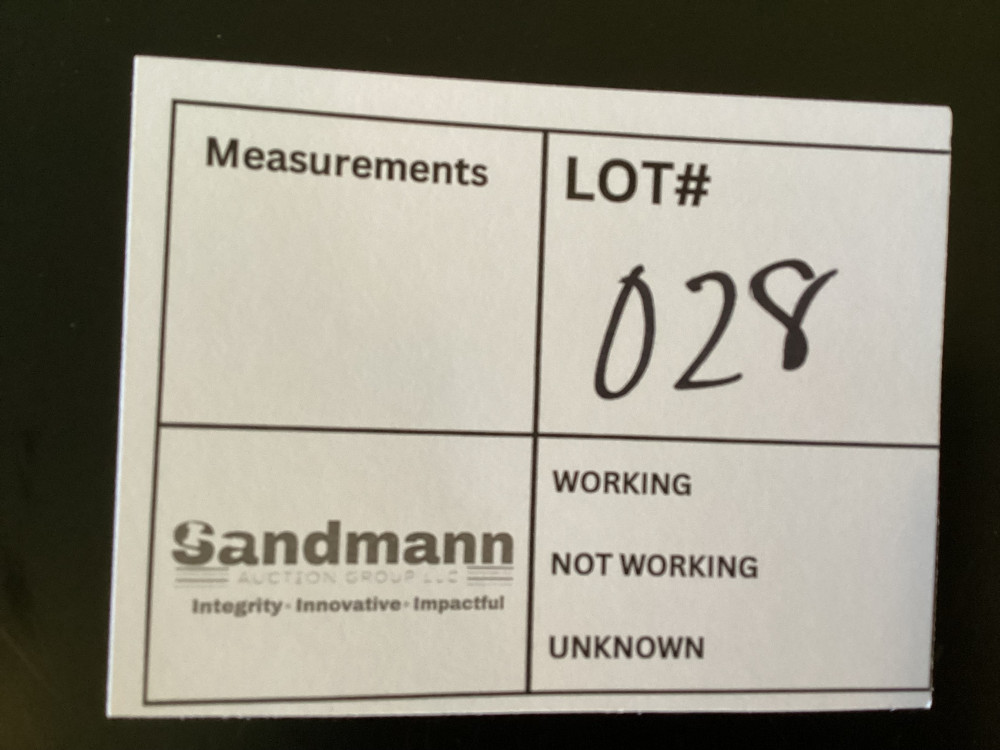 Measurements
LOT#
028
Sandmann
AUCTION GROUP LLC
Integrity · Innovative · Impactful
WORKING
NOT WORKING
UNKNOWN